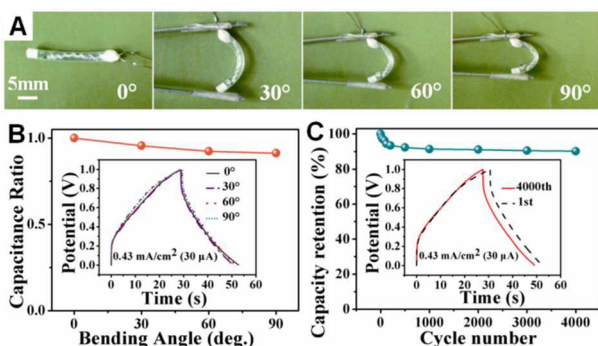 A
5mm
0°
30°
60°
90°
B
Capacitance Ratio
1.0
0.5
0.0
0
30
60
90
Bending Angle (deg.)
Potential (V)
1.0
0.8
0.6
0.4
0.2
0.0
0°
30°
60°
90°
0.43 mA/cm² (30 μA)
0 10 20 30 40 50 60
Time (s)
C
Capacity retention (%)
100
80
60
40
20
0
0 1000 2000 3000 4000
Cycle number
Potential (V)
1.0
0.8
0.6
0.4
0.2
0.0
4000th
1st
0.43 mA/cm² (30 μA)
0 10 20 30 40 50 60
Time (s)